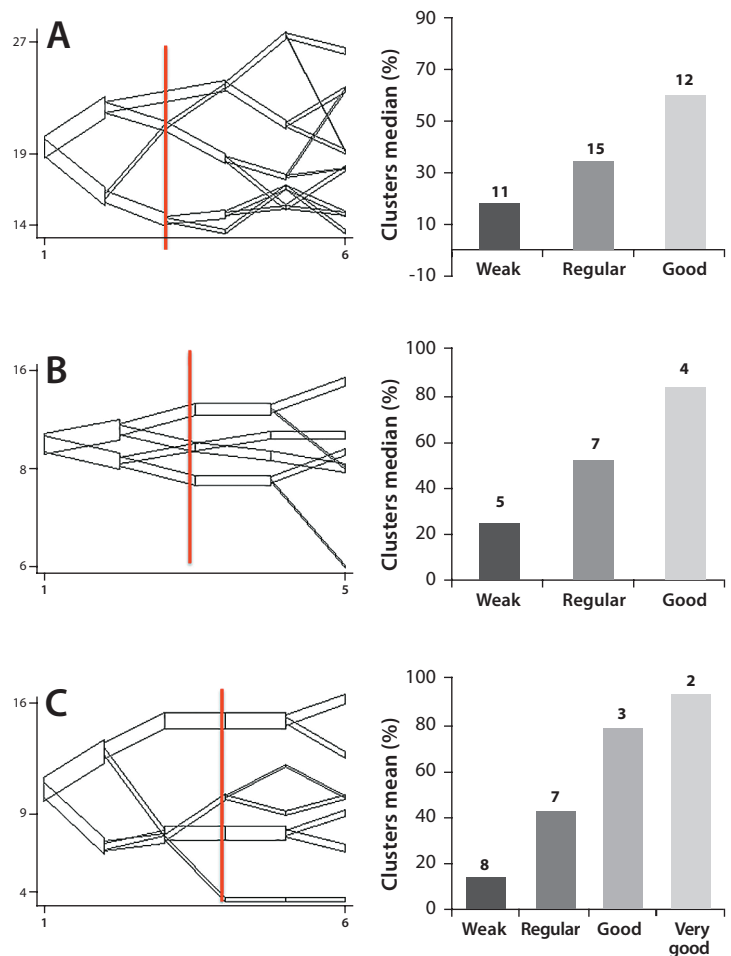 A
27
19
14
1
6
Clusters median (%)
90
70
50
30
10
-10
11
15
12
Weak
Regular
Good
B
16
8
6
1
5
Clusters median (%)
100
80
60
40
20
0
5
7
4
Weak
Regular
Good
C
16
9
4
1
6
Clusters mean (%)
100
80
60
40
20
0
8
7
3
2
Weak
Regular
Good
Very
good